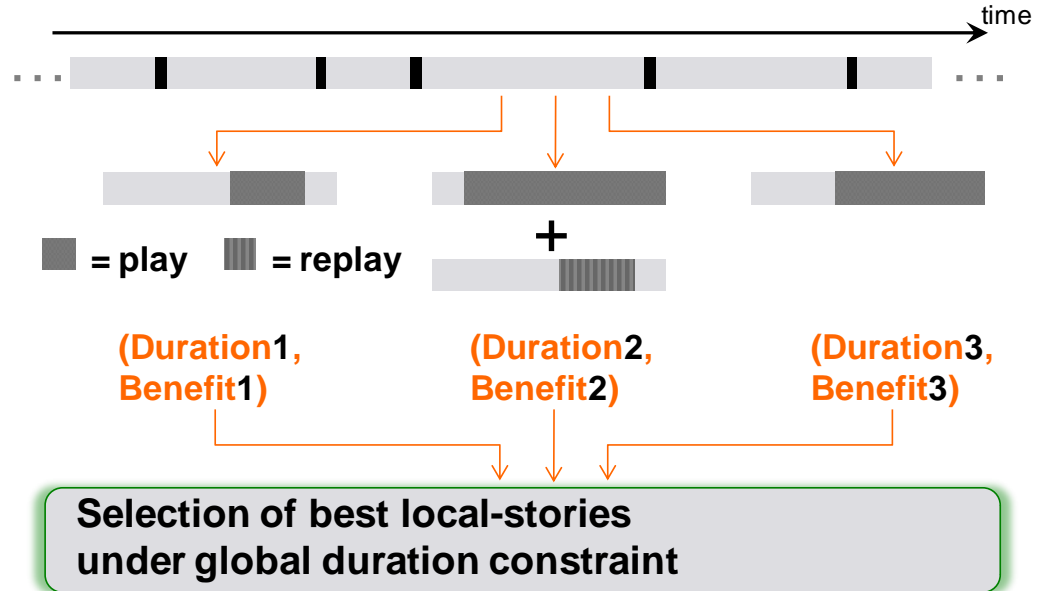 time
. . .
. . .
+
= play
= replay
(Duration1,
Benefit1)
(Duration2,
Benefit2)
(Duration3,
Benefit3)
Selection of best local-stories
under global duration constraint